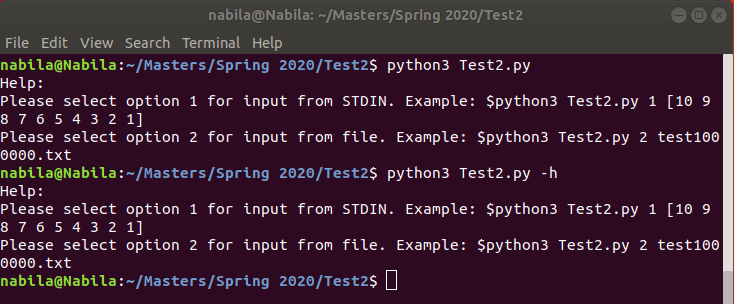 nabila@Nabila: ~/Masters/Spring 2020/Test2
File Edit View Search Terminal Help
nabila@Nabila:~/Masters/Spring 2020/Test2$ python3 Test2.py
Help:
Please select option 1 for input from STDIN. Example: $python3 Test2.py 1 [10 9
8 7 6 5 4 3 2 1]
Please select option 2 for input from file. Example: $python3 Test2.py 2 test100
0000.txt
nabila@Nabila:~/Masters/Spring 2020/Test2$ python3 Test2.py -h
Help:
Please select option 1 for input from STDIN. Example: $python3 Test2.py 1 [10 9
8 7 6 5 4 3 2 1]
Please select option 2 for input from file. Example: $python3 Test2.py 2 test100
0000.txt
nabila@Nabila:~/Masters/Spring 2020/Test2$